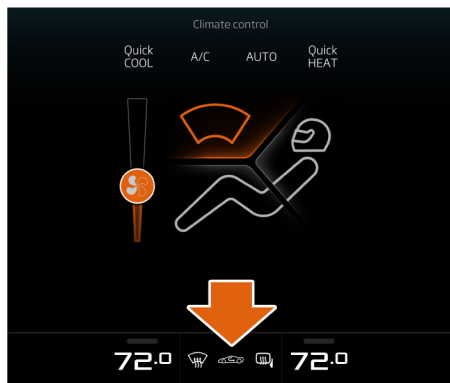 Climate control
Quick
COOL
A/C
AUTO
Quick
HEAT
72.0
72.0